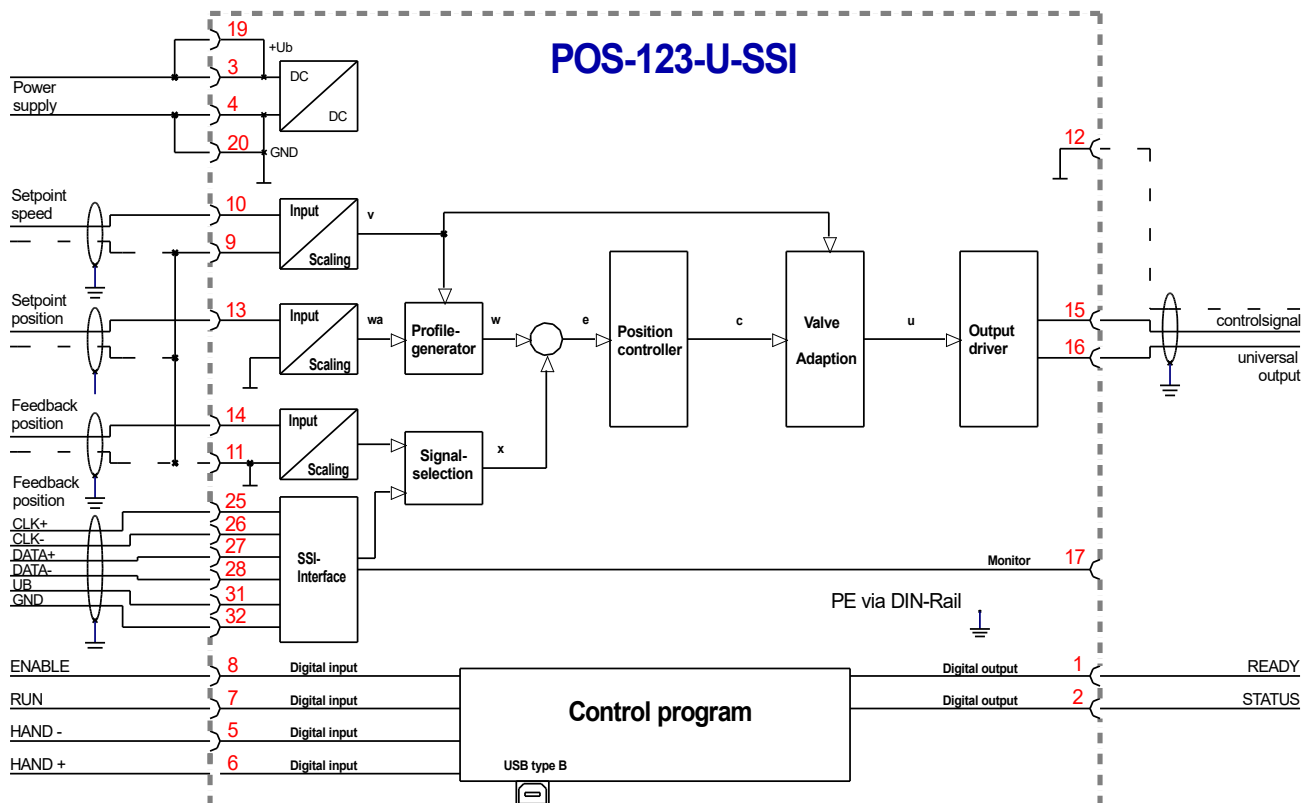 POS-123-U-SSI
19
+Ub
3
DC
DC
Power
supply
4
20
GND
12
Setpoint
speed
10
Input
Scaling
v
9
Setpoint
position
13
Input
Scaling
wa
Profile-
generator
w
e
Position
controller
c
Valve
Adaption
u
Output
driver
15
controlsignal
16
universal
output
Feedback
position
14
Input
Scaling
11
Signal-
selection
x
Feedback
position
25
CLK+
26
CLK-
27
DATA+
28
DATA-
31
UB
32
GND
SSI-
Interface
Monitor
17
PE via DIN-Rail
ENABLE
8
Digital input
Digital output
1
READY
RUN
7
Digital input
Control program
Digital output
2
STATUS
HAND -
5
Digital input
HAND +
6
Digital input
USB type B